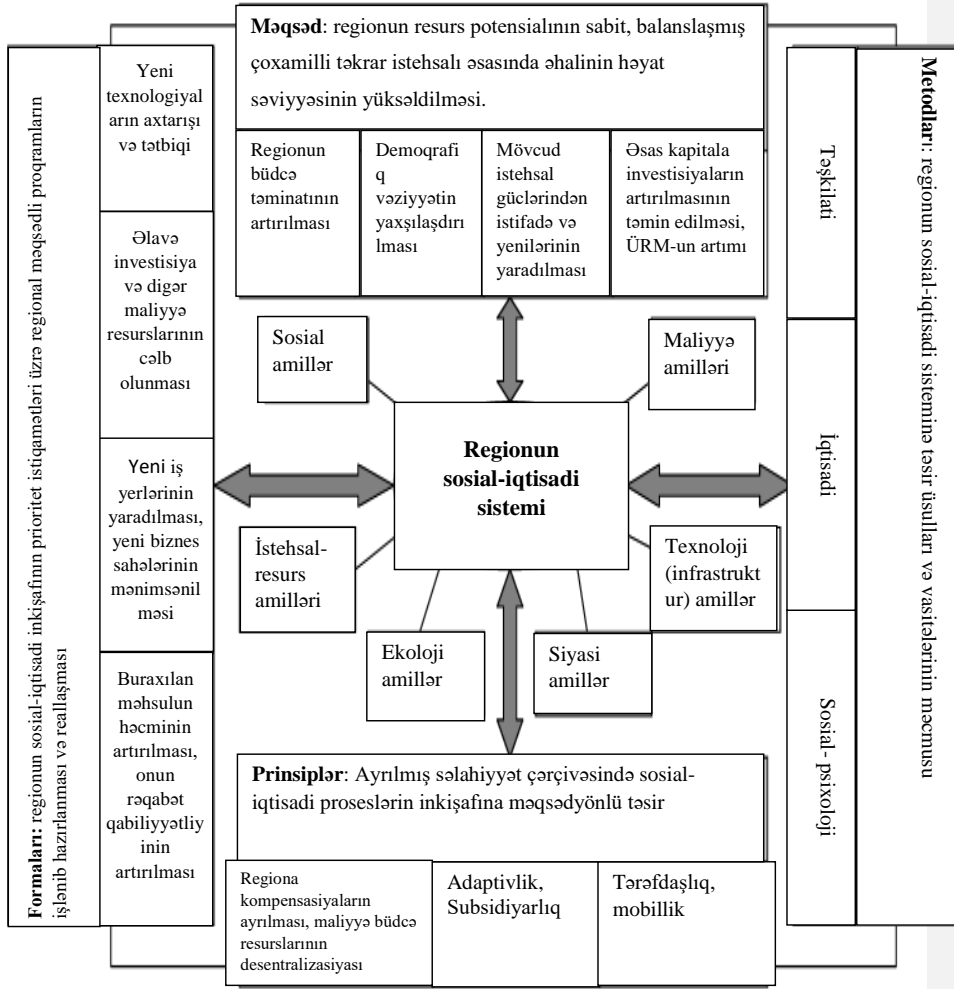 Məqsəd: regionun resurs potensialının sabit, balanslaşmış
çoxamilli təkrar istehsalı əsasında əhalinin həyat
səviyyəsinin yüksəldilməsi.
Regionun
büdcə
təminatının
artırılması
Demoqrafi
q
vəziyyətin
yaxşılaşdırı
lması
Mövcud
istehsal
güclərindən
istifadə və
yenilərinin
yaradılması
Əsas kapitala
investisiyaların
artırılmasının
təmin edilməsi,
ÜRM-un artımı
Formaları: regionun sosial-iqtisadi inkişafının prioritet istiqamətləri üzrə regional məqsədli proqramların
işlənib hazırlanması və reallaşması
Yeni
texnologiyal
arın axtarışı
və tətbiqi
Əlavə
investisiya
və digər
maliyyə
resurslarının
cəlb
olunması
Yeni iş
yerlərinin
yaradılması,
yeni biznes
sahələrinin
mənimsənil
məsi
Buraxılan
məhsulun
həcminin
artırılması,
onun
rəqabət
qabiliyyətliy
inin
artırılması
Sosial
amillər
Maliyyə
amilləri
Regionun
sosial-iqtisadi
sistemi
İstehsal-
resurs
amilləri
Texnoloji
(infrastrukt
ur) amillər
Ekoloji
amillər
Siyasi
amillər
Təşkilati
İqtisadi
Sosial- psixoloji
Metodları: regionun sosial-iqtisadi sisteminə təsir üsulları və vasitələrinin məcmusu
Prinsiplər: Ayrılmış səlahiyyət çərçivəsində sosial-
iqtisadi proseslərin inkişafına məqsədyönlü təsir
Regiona
kompensasiyaların
ayrılması, maliyyə büdcə
resurslarının
desentralizasiyası
Adaptivlik,
Subsidiyarlıq
Tərəfdaşlıq,
mobillik